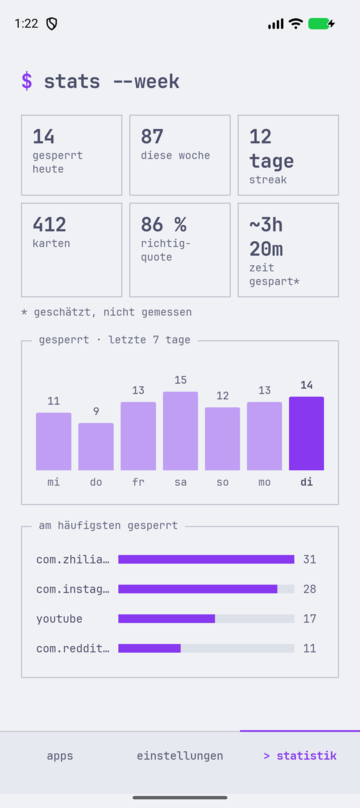 1:22
$ stats --week
14
gesperrt
heute
87
diese woche
12
tage
streak
412
karten
86 %
richtig-
quote
~3h
20m
zeit
gespart*
* geschätzt, nicht gemessen
gesperrt · letzte 7 tage
11 9 13 15 12 13 14
mi do fr sa so mo di
am häufigsten gesperrt
com.zhilia… 31
com.instag… 28
youtube 17
com.reddit… 11
apps einstellungen > statistik